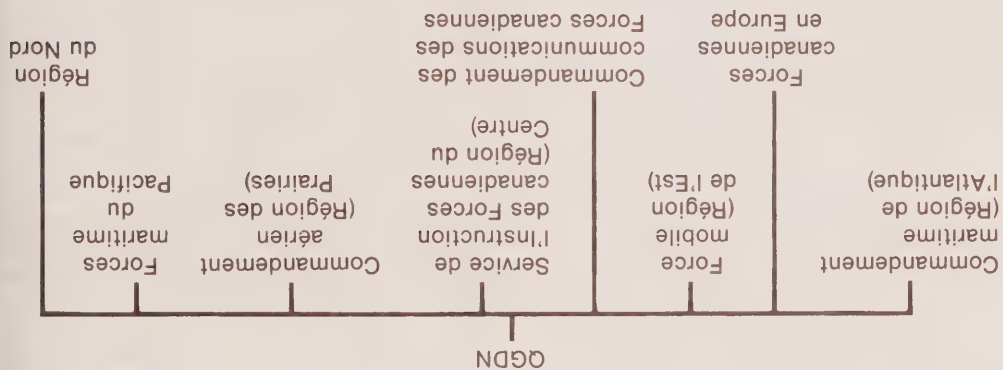 QGDN
Commandement
maritime
(Région de
l'Atlantique)
Force
mobile
(Région
de l'Est)
Service de
l'Instruction
des Forces
canadiennes
(Région du
Centre)
Commandement
aérien
(Région des
Prairies)
Forces
maritime
du
Pacifique
Forces
canadiennes
en Europe
Commandement des
communications des
Forces canadiennes
Région
du Nord